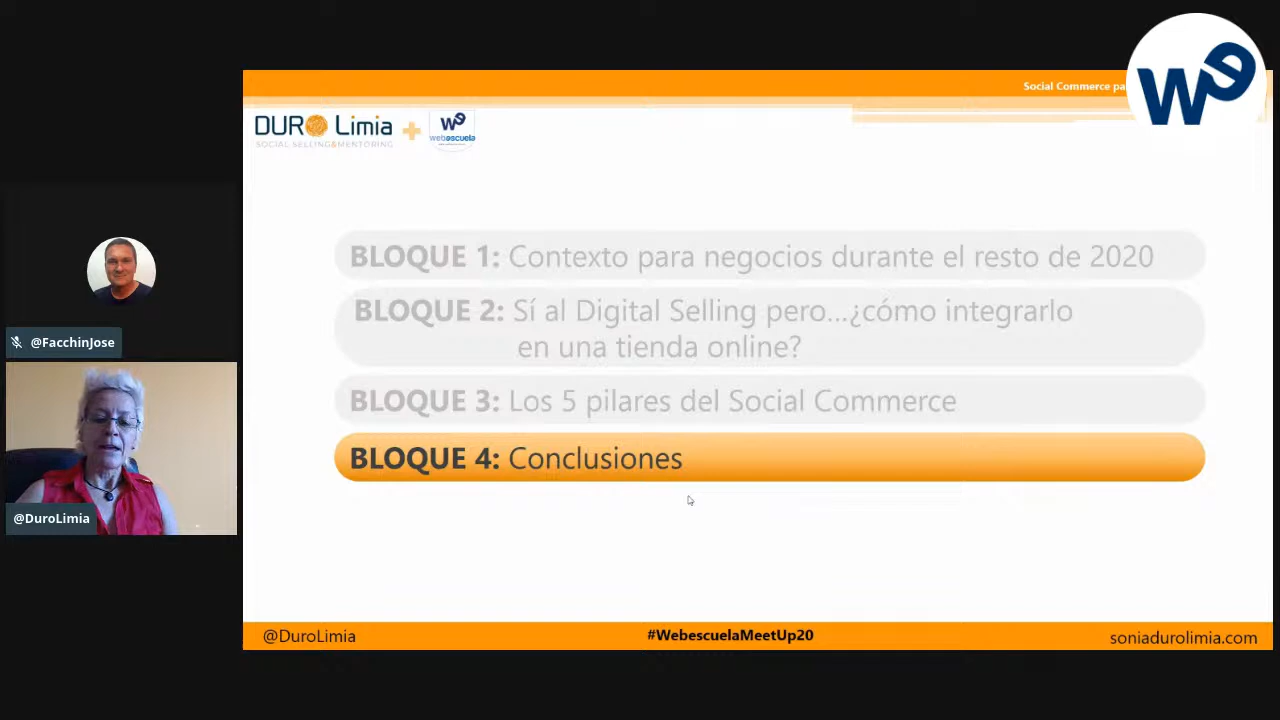 Social Commerce pa
We
DURO Limia
SOCIAL SELLING&MENTORING
+
We
webescuela
BLOQUE 1: Contexto para negocios durante el resto de 2020
BLOQUE 2: Sí al Digital Selling pero...¿cómo integrarlo
en una tienda online?
BLOQUE 3: Los 5 pilares del Social Commerce
BLOQUE 4: Conclusiones
@FacchinJose
@DuroLimia
@DuroLimia
#WebescuelaMeetUp20
soniadurolimia.com